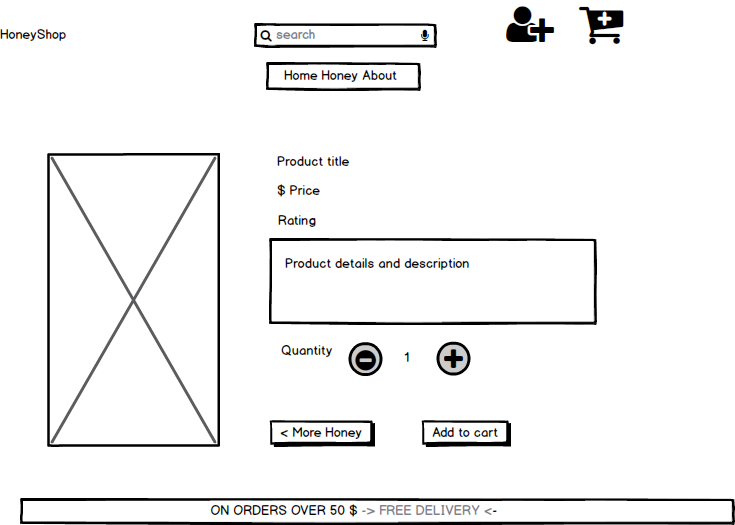 HoneyShop
search
Home Honey About
Product title
$ Price
Rating
Product details and description
Quantity
1
< More Honey
Add to cart
ON ORDERS OVER 50 $ -> FREE DELIVERY <-